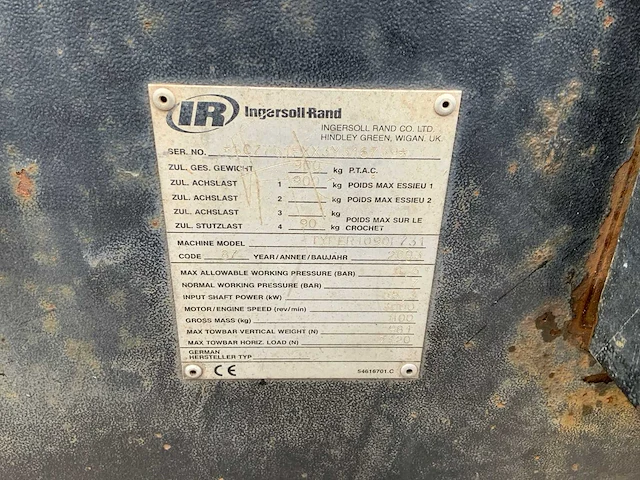 IR Ingersoll-Rand
INGERSOLL RAND CO. LTD.
HINDLEY GREEN, WIGAN, UK
SER. NO.
ZUL. GES. GEWICHT kg P.T.A.C.
ZUL. ACHSLAST 1 kg POIDS MAX ESSIEU 1
ZUL. ACHSLAST 2 kg POIDS MAX ESSIEU 2
ZUL. ACHSLAST 3 kg
ZUL. STUTZLAST 4 90 kg POIDS MAX SUR LE CROCHET
MACHINE MODEL
CODE YEAR/ANNEE/BAUJAHR
MAX ALLOWABLE WORKING PRESSURE (BAR)
NORMAL WORKING PRESSURE (BAR)
INPUT SHAFT POWER (kW)
MOTOR/ENGINE SPEED (rev/min)
GROSS MASS (kg)
MAX TOWBAR VERTICAL WEIGHT (N)
MAX TOWBAR HORIZ. LOAD (N)
GERMAN
HERSTELLER TYP
CE 54616701.C